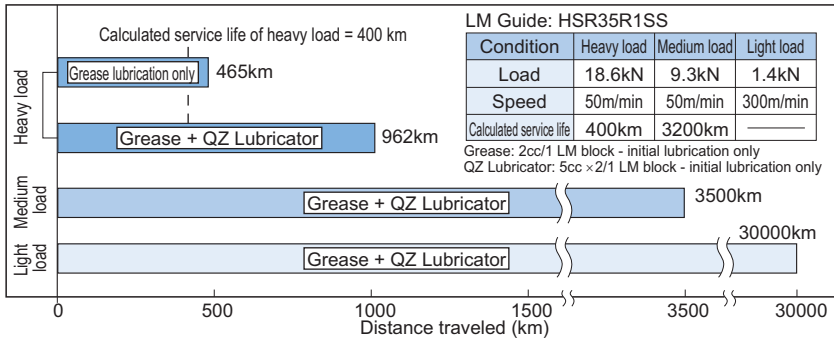 Calculated service life of heavy load = 400 km
Heavy load
Grease lubrication only
465km
Grease + QZ Lubricator
962km
Medium
load
Grease + QZ Lubricator
3500km
Light
load
Grease + QZ Lubricator
30000km
0 500 1000 1500 3500 30000
Distance traveled (km)
LM Guide: HSR35R1SS
Condition Heavy load Medium load Light load
Load 18.6kN 9.3kN 1.4kN
Speed 50m/min 50m/min 300m/min
Calculated service life 400km 3200km ———
Grease: 2cc/1 LM block - initial lubrication only
QZ Lubricator: 5cc ×2/1 LM block - initial lubrication only